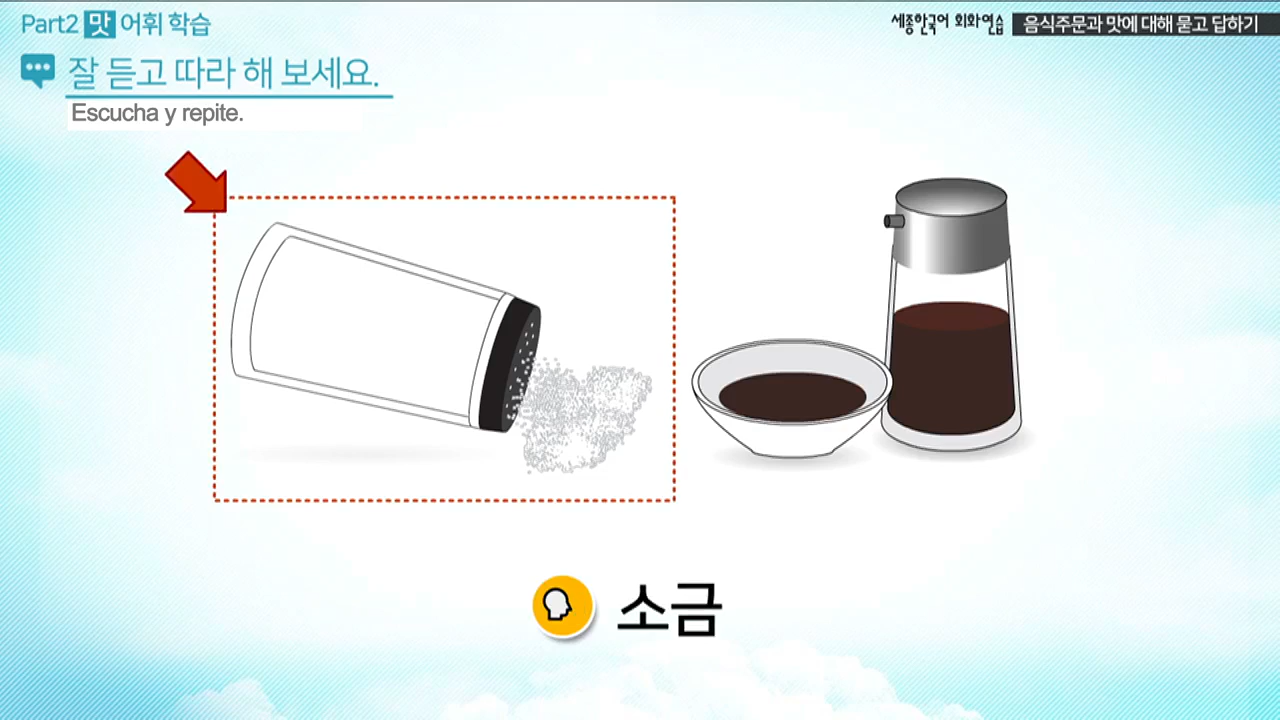 Part2 맛 어휘 학습
세종한국어 회화연습 음식주문과 맛에 대해 묻고 답하기
잘 듣고 따라 해 보세요.
Escucha y repite.
소금